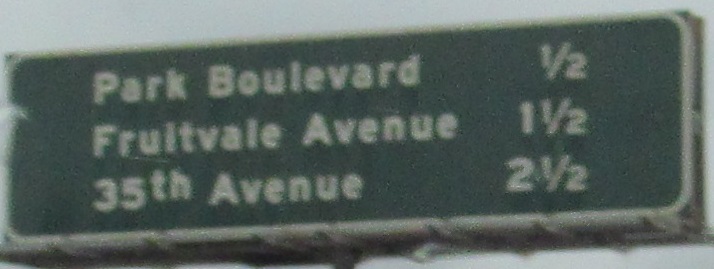 Park Boulevard ½
Fruitvale Avenue 1½
35th Avenue 2½